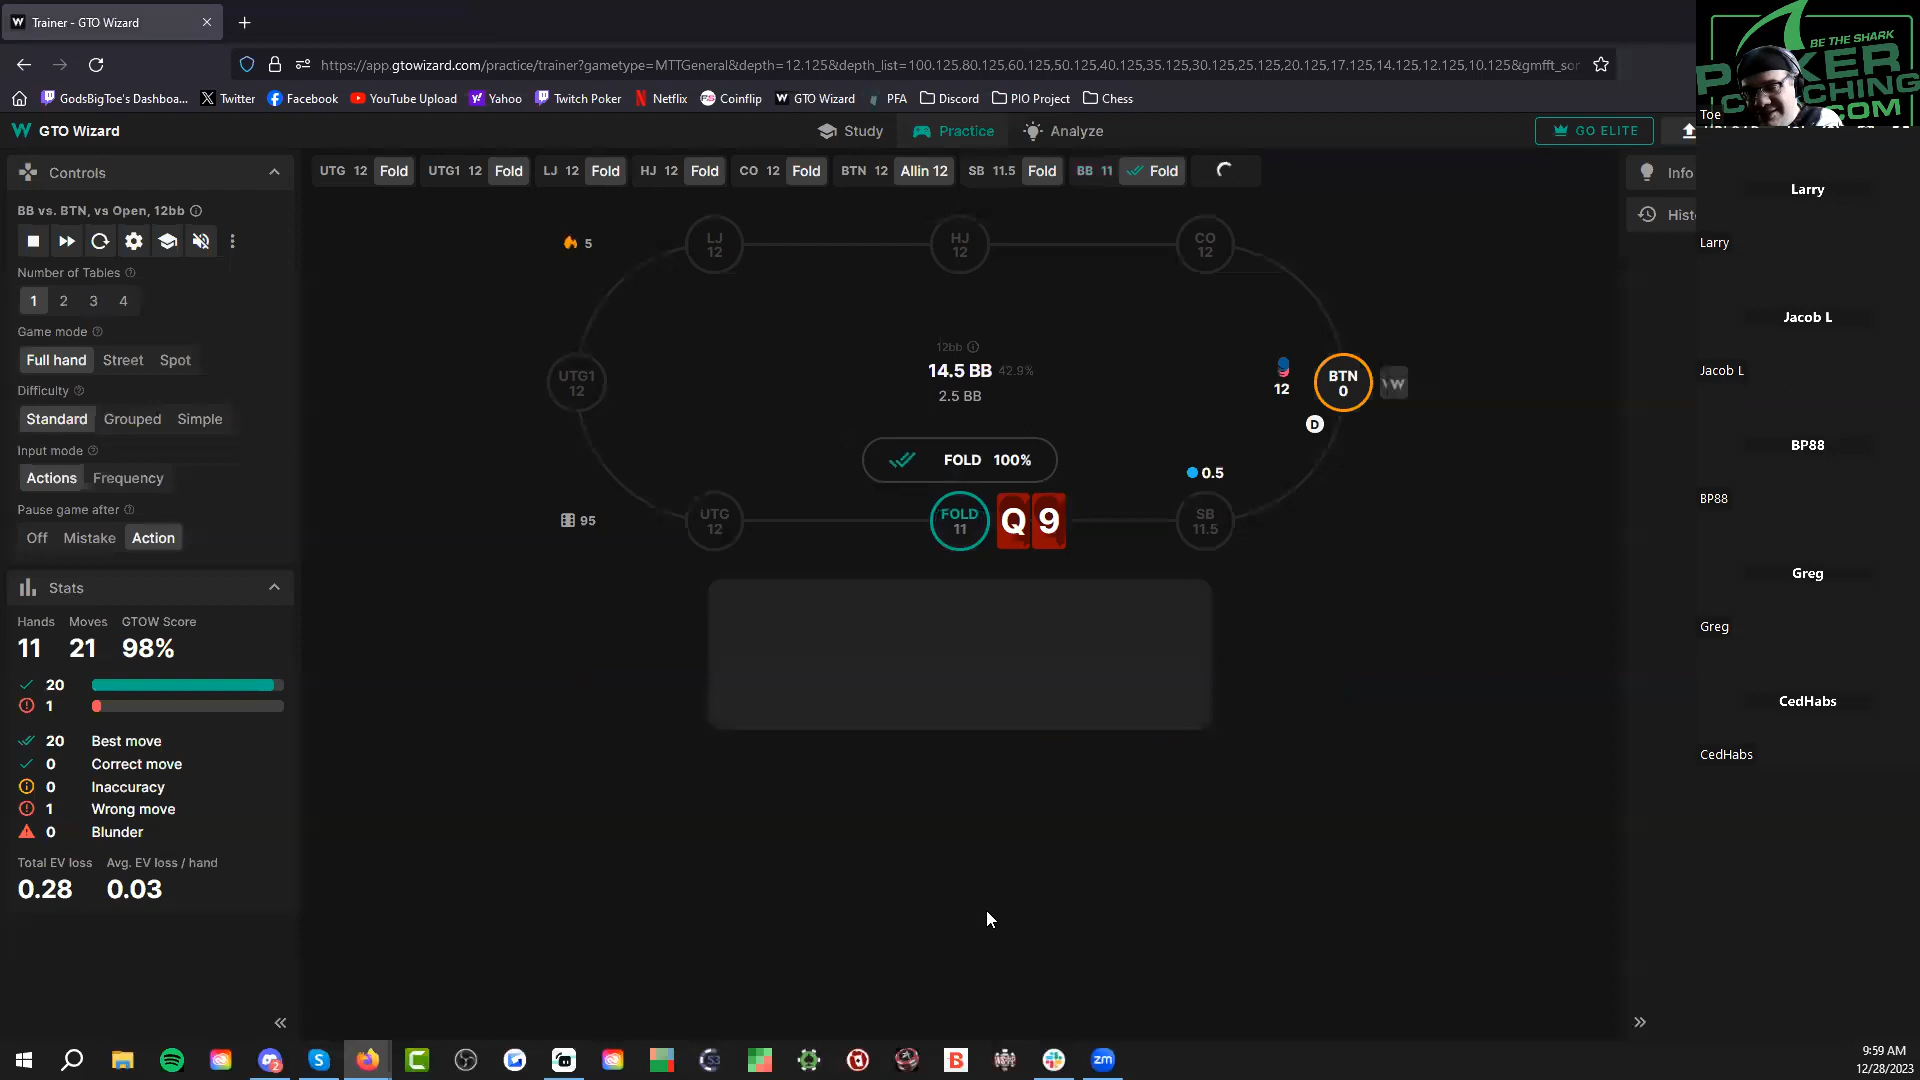 Trainer - GTO Wizard
https://app.gtowizard.com/practice/trainer?gametype=MTTGeneral&depth=12.125&depth_list=100.125,80.125,60.125,50.125,40.125,35.125,30.125,25.125,20.125,17.125,14.125,12.125,10.125&gmfft_sor
GodsBigToe's Dashboa... Twitter Facebook YouTube Upload Yahoo Twitch Poker Netflix Coinflip GTO Wizard PFA Discord PIO Project Chess
BE THE SHARK
POKER
COACHING
.COM
Toe
GTO Wizard
Study Practice Analyze
GO ELITE
Controls
UTG 12 Fold UTG1 12 Fold LJ 12 Fold HJ 12 Fold CO 12 Fold BTN 12 Allin 12 SB 11.5 Fold BB 11 Fold
Info
Hist
BB vs. BTN, vs Open, 12bb
Number of Tables
1 2 3 4
Game mode
Full hand Street Spot
Difficulty
Standard Grouped Simple
Input mode
Actions Frequency
Pause game after
Off Mistake Action
Stats
Hands Moves GTOW Score
11 21 98%
20
1
20 Best move
0 Correct move
0 Inaccuracy
1 Wrong move
0 Blunder
Total EV loss Avg. EV loss / hand
0.28 0.03
5
LJ
12
HJ
12
CO
12
UTG1
12
12bb
14.5 BB 42.9%
2.5 BB
12
BTN
0
W
D
FOLD 100%
0.5
95
UTG
12
FOLD
11
Q 9
SB
11.5
Larry
Larry
Jacob L
Jacob L
BP88
BP88
Greg
Greg
CedHabs
CedHabs
2
S3
B
zm
9:59 AM
12/28/2023